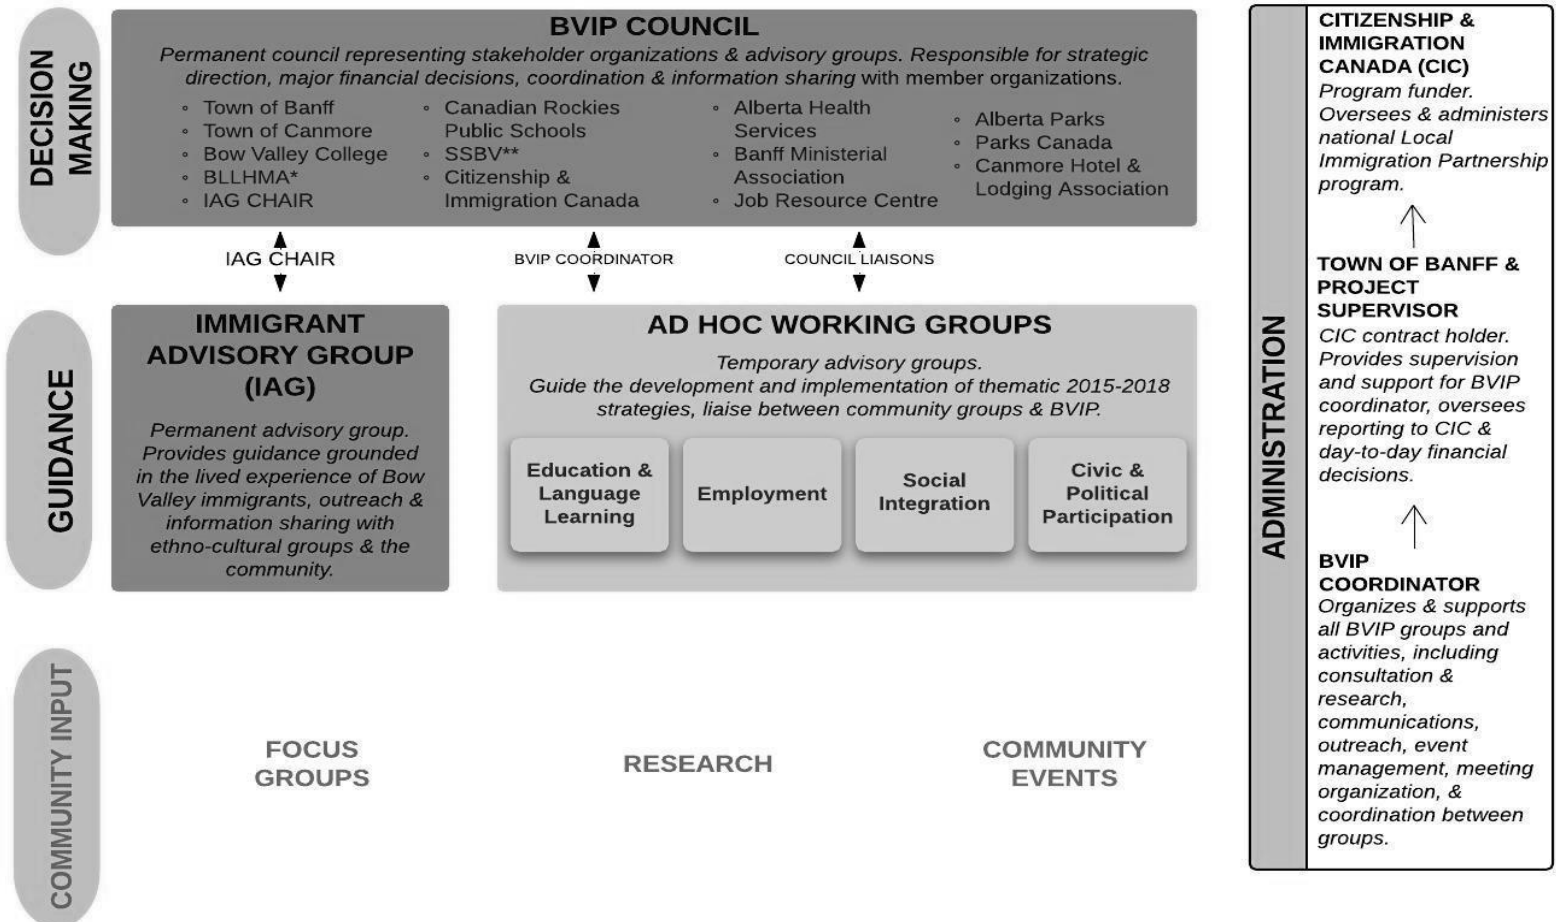 DECISION
MAKING
BVIP COUNCIL
Permanent council representing stakeholder organizations & advisory groups. Responsible for strategic
direction, major financial decisions, coordination & information sharing with member organizations.
◦ Town of Banff
◦ Town of Canmore
◦ Bow Valley College
◦ BLLHMA*
◦ IAG CHAIR
◦ Canadian Rockies
Public Schools
◦ SSBV**
◦ Citizenship &
Immigration Canada
◦ Alberta Health
Services
◦ Banff Ministerial
Association
◦ Job Resource Centre
◦ Alberta Parks
◦ Parks Canada
◦ Canmore Hotel &
Lodging Association
IAG CHAIR
BVIP COORDINATOR
COUNCIL LIAISONS
GUIDANCE
IMMIGRANT
ADVISORY GROUP
(IAG)
Permanent advisory group.
Provides guidance grounded
in the lived experience of Bow
Valley immigrants, outreach &
information sharing with
ethno-cultural groups & the
community.
AD HOC WORKING GROUPS
Temporary advisory groups.
Guide the development and implementation of thematic 2015-2018
strategies, liaise between community groups & BVIP.
Education &
Language
Learning
Employment
Social
Integration
Civic &
Political
Participation
COMMUNITY INPUT
FOCUS
GROUPS
RESEARCH
COMMUNITY
EVENTS
ADMINISTRATION
CITIZENSHIP &
IMMIGRATION
CANADA (CIC)
Program funder.
Oversees & administers
national Local
Immigration Partnership
program.
TOWN OF BANFF &
PROJECT
SUPERVISOR
CIC contract holder.
Provides supervision
and support for BVIP
coordinator, oversees
reporting to CIC &
day-to-day financial
decisions.
BVIP
COORDINATOR
Organizes & supports
all BVIP groups and
activities, including
consultation &
research,
communications,
outreach, event
management, meeting
organization, &
coordination between
groups.